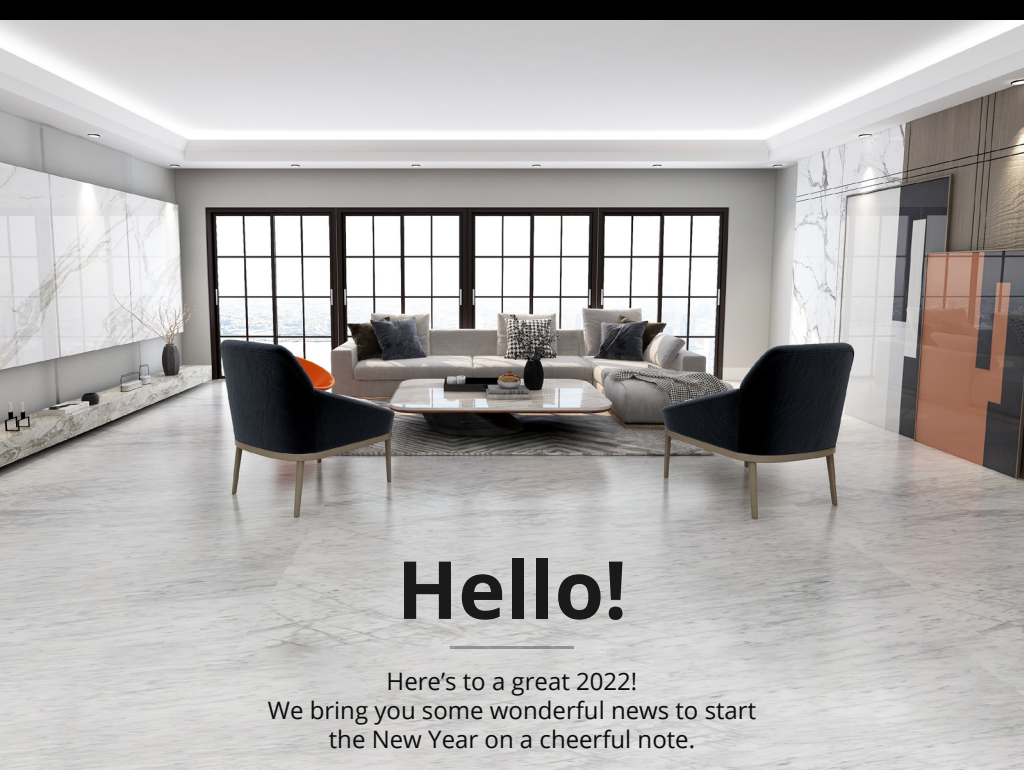 Hello!
Here’s to a great 2022!
We bring you some wonderful news to start
the New Year on a cheerful note.